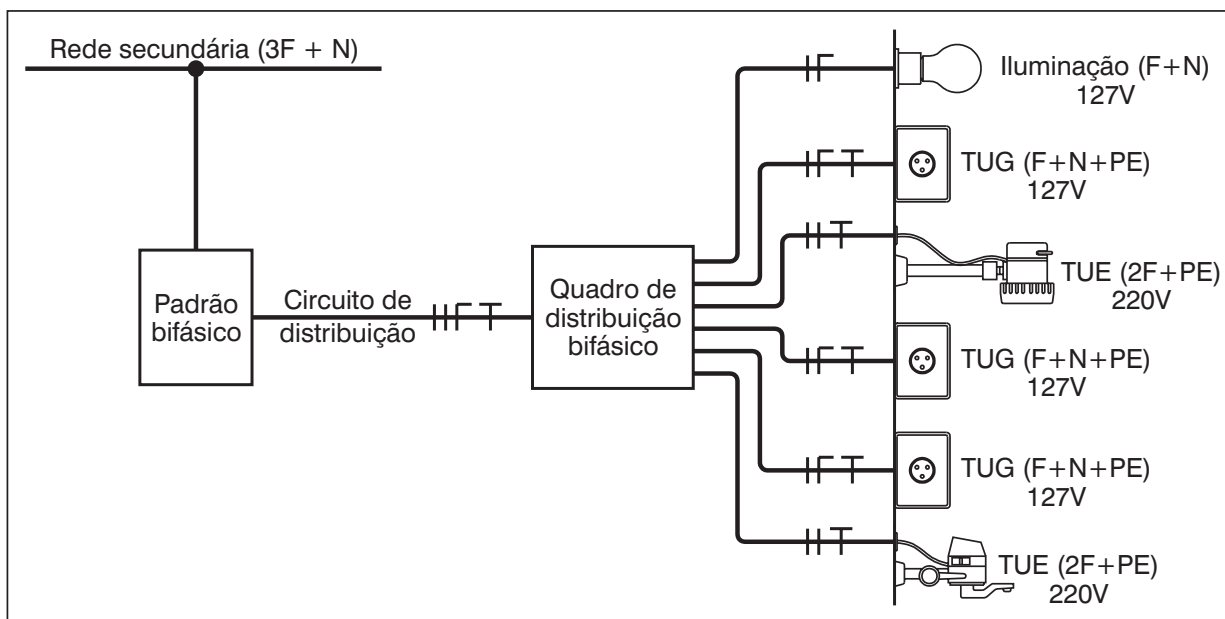 Rede secundária (3F + N)
Padrão
bifásico
Circuito de
distribuição
Quadro de
distribuição
bifásico
Iluminação (F+N)
127V
TUG (F+N+PE)
127V
TUE (2F+PE)
220V
TUG (F+N+PE)
127V
TUG (F+N+PE)
127V
TUE (2F+PE)
220V